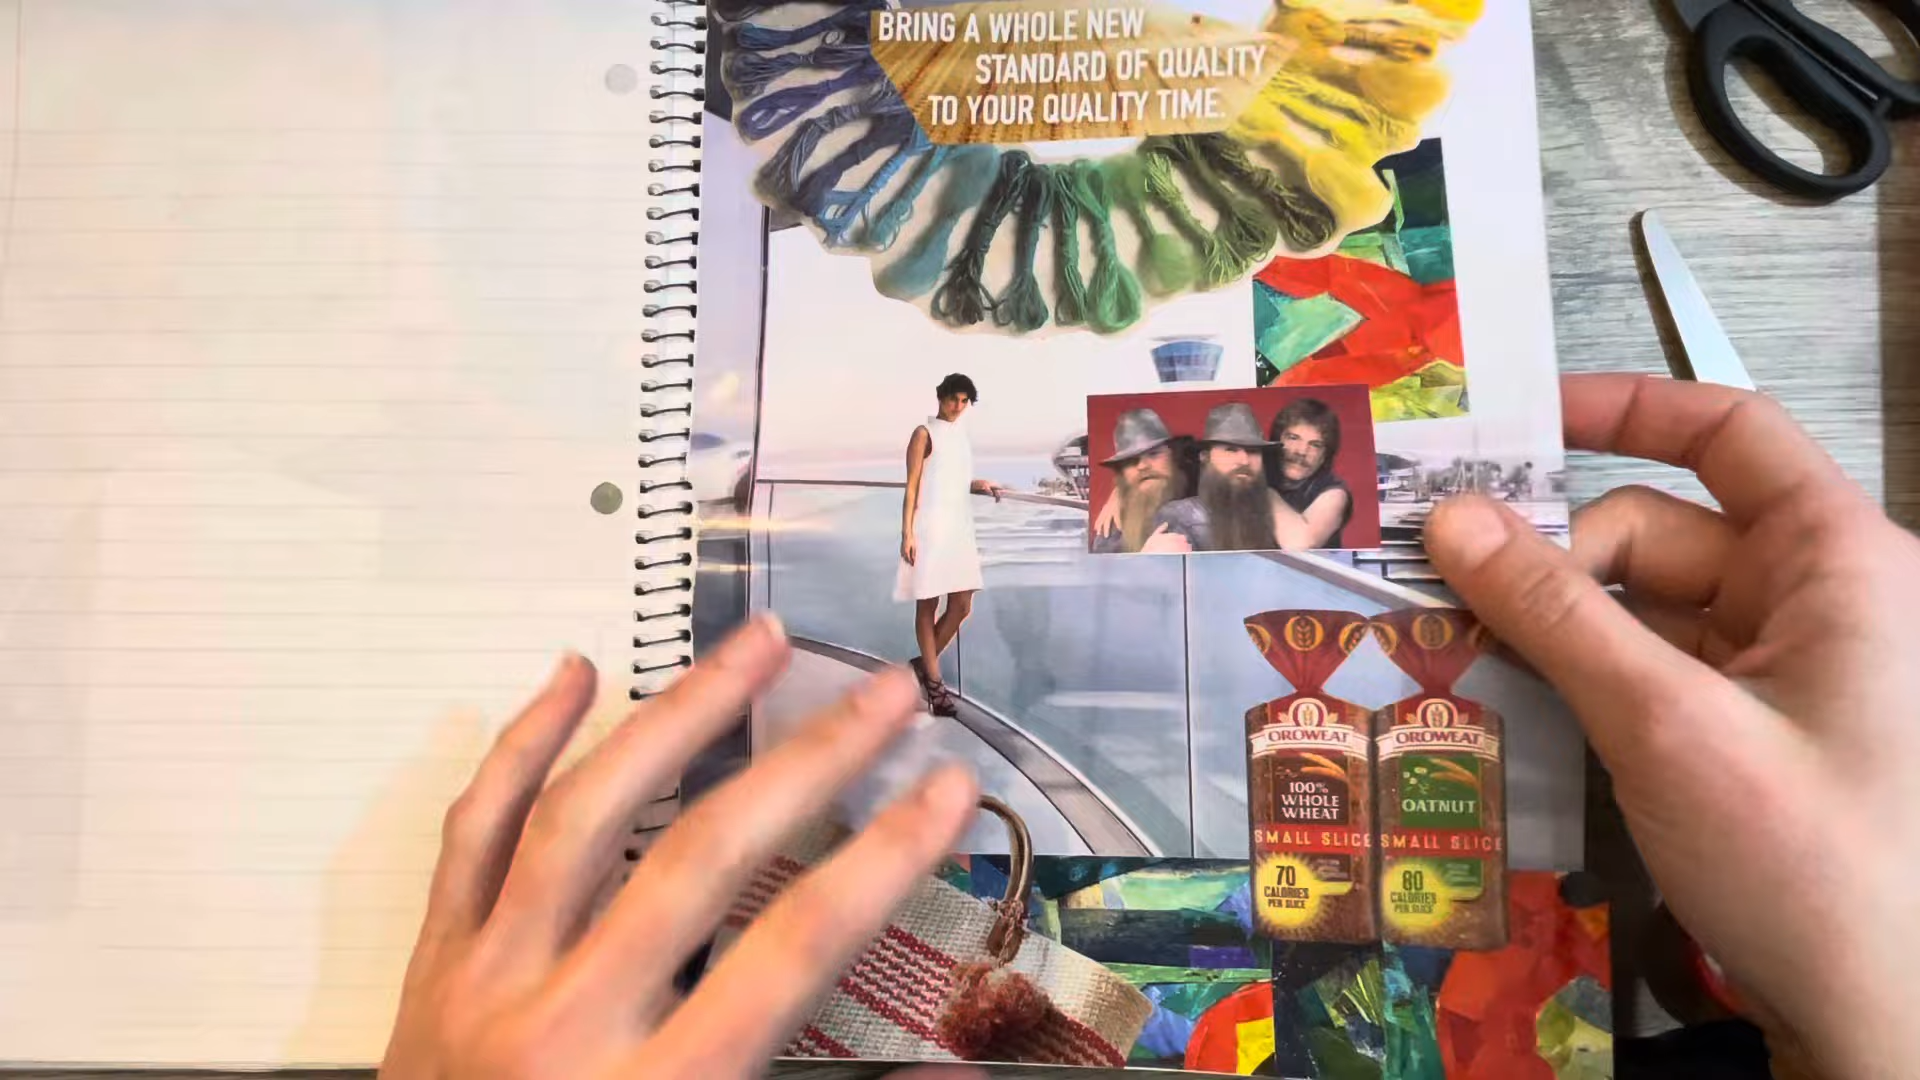 BRING A WHOLE NEW
STANDARD OF QUALITY
TO YOUR QUALITY TIME.
OROWEAT
100%
WHOLE
WHEAT
SMALL SLICE
70
CALORIES
PER SLICE
OROWEAT
OATNUT
SMALL SLICE
80
CALORIES
PER SLICE